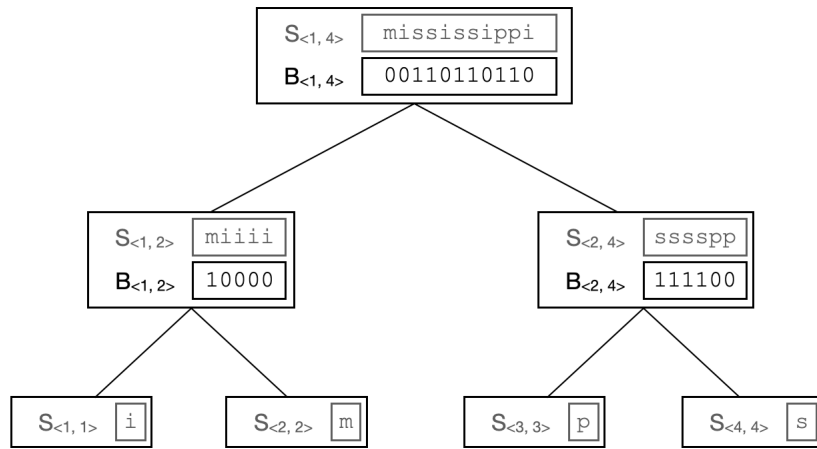 S<1, 4> mississippi
B<1, 4> 00110110110
S<1, 2> miiii
B<1, 2> 10000
S<2, 4> sssspp
B<2, 4> 111100
S<1, 1> i
S<2, 2> m
S<3, 3> p
S<4, 4> s